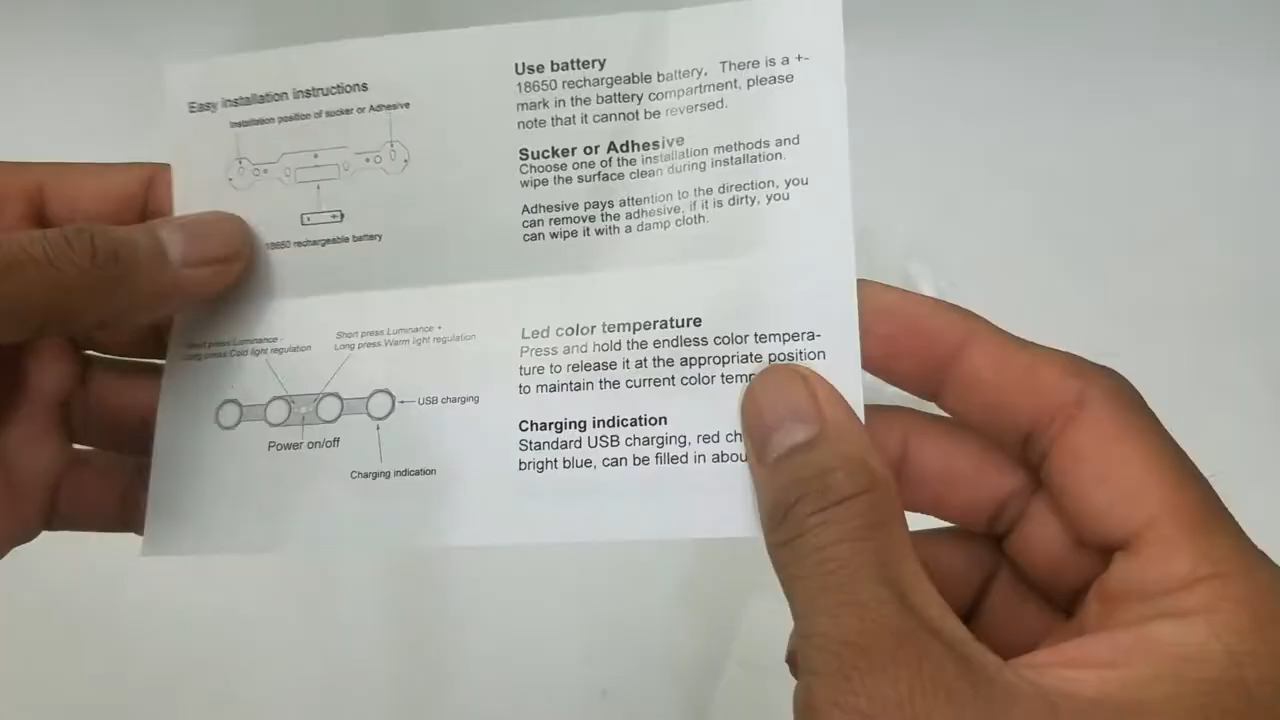 Easy installation instructions
Installation position of sucker or Adhesive
18650 rechargeable battery
Use battery
18650 rechargeable battery. There is a +-
mark in the battery compartment, please
note that it cannot be reversed.
Sucker or Adhesive
Choose one of the installation methods and
wipe the surface clean during installation.
Adhesive pays attention to the direction, you
can remove the adhesive. if it is dirty, you
can wipe it with a damp cloth.
press:Luminance -
press:Cold light regulation
Short press:Luminance +
Long press:Warm light regulation
USB charging
Power on/off
Charging indication
Led color temperature
Press and hold the endless color tempera-
ture to release it at the appropriate position
to maintain the current color
Charging indication
Standard USB charging, red
bright blue, can be filled in